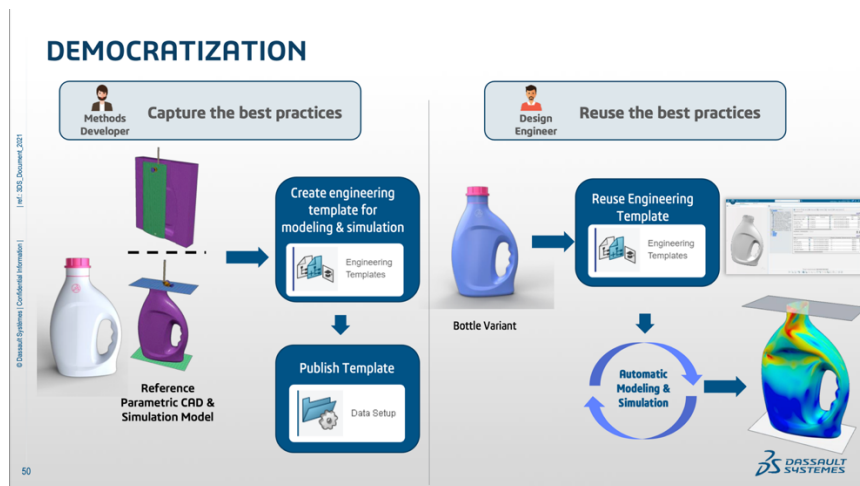 DEMOCRATIZATION
Methods
Developer
Capture the best practices
Design
Engineer
Reuse the best practices
Create engineering
template for
modeling & simulation
Engineering
Templates
Reference
Parametric CAD &
Simulation Model
Publish Template
Data Setup
Bottle Variant
Reuse Engineering
Template
Engineering
Templates
Automatic
Modeling &
Simulation
© Dassault Systèmes | Confidential Information | | ref.: 3DS_Document_2021
50
DASSAULT
SYSTEMES